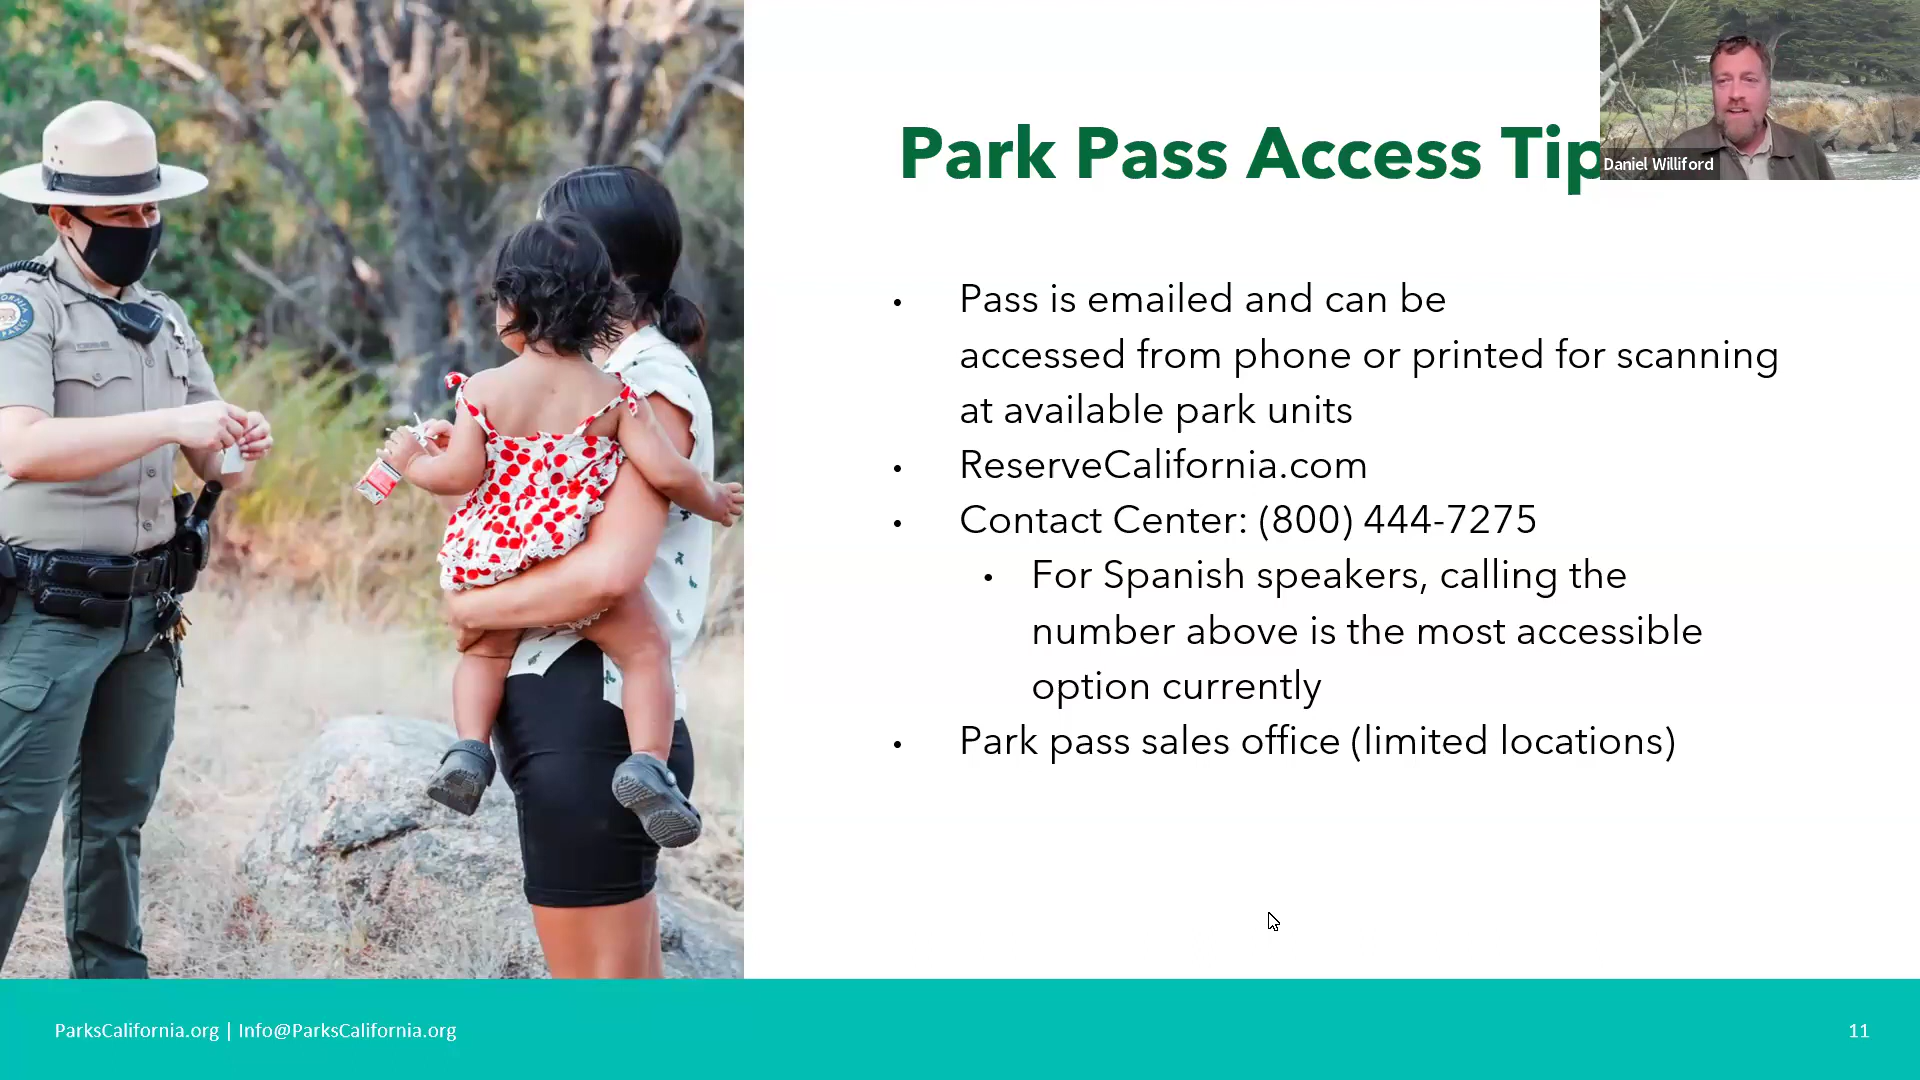 Park Pass Access Tip
Daniel Williford
• Pass is emailed and can be
accessed from phone or printed for scanning
at available park units
• ReserveCalifornia.com
• Contact Center: (800) 444-7275
• For Spanish speakers, calling the
number above is the most accessible
option currently
• Park pass sales office (limited locations)
ParksCalifornia.org | Info@ParksCalifornia.org
11